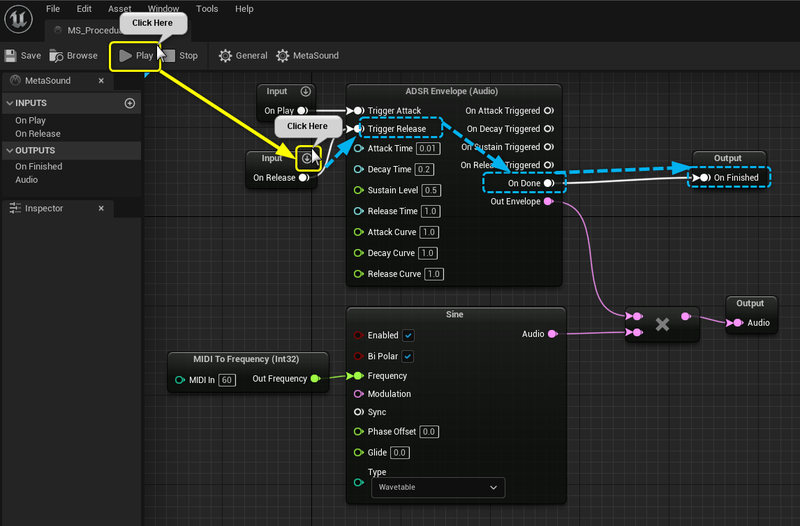 File Edit Asset Window Tools
Click Here
Save Browse Play Stop General MetaSound
MetaSound
INPUTS
On Play
On Release
OUTPUTS
On Finished
Audio
Inspector
Input
On Play
Click Here
Input
On Release
ADSR Envelope (Audio)
Trigger Attack On Attack Triggered
Trigger Release On Decay Triggered
Attack Time 0.01 On Sustain Triggered
Decay Time 0.2 On Release Triggered
Sustain Level 0.5 On Done
Release Time 1.0 Out Envelope
Attack Curve 1.0
Decay Curve 1.0
Release Curve 1.0
Output
On Finished
Output
Audio
Sine
Enabled Audio
Bi Polar
Frequency
Modulation
Sync
Phase Offset 0.0
Glide 0.0
Type
Wavetable
MIDI To Frequency (Int32)
MIDI In 60 Out Frequency